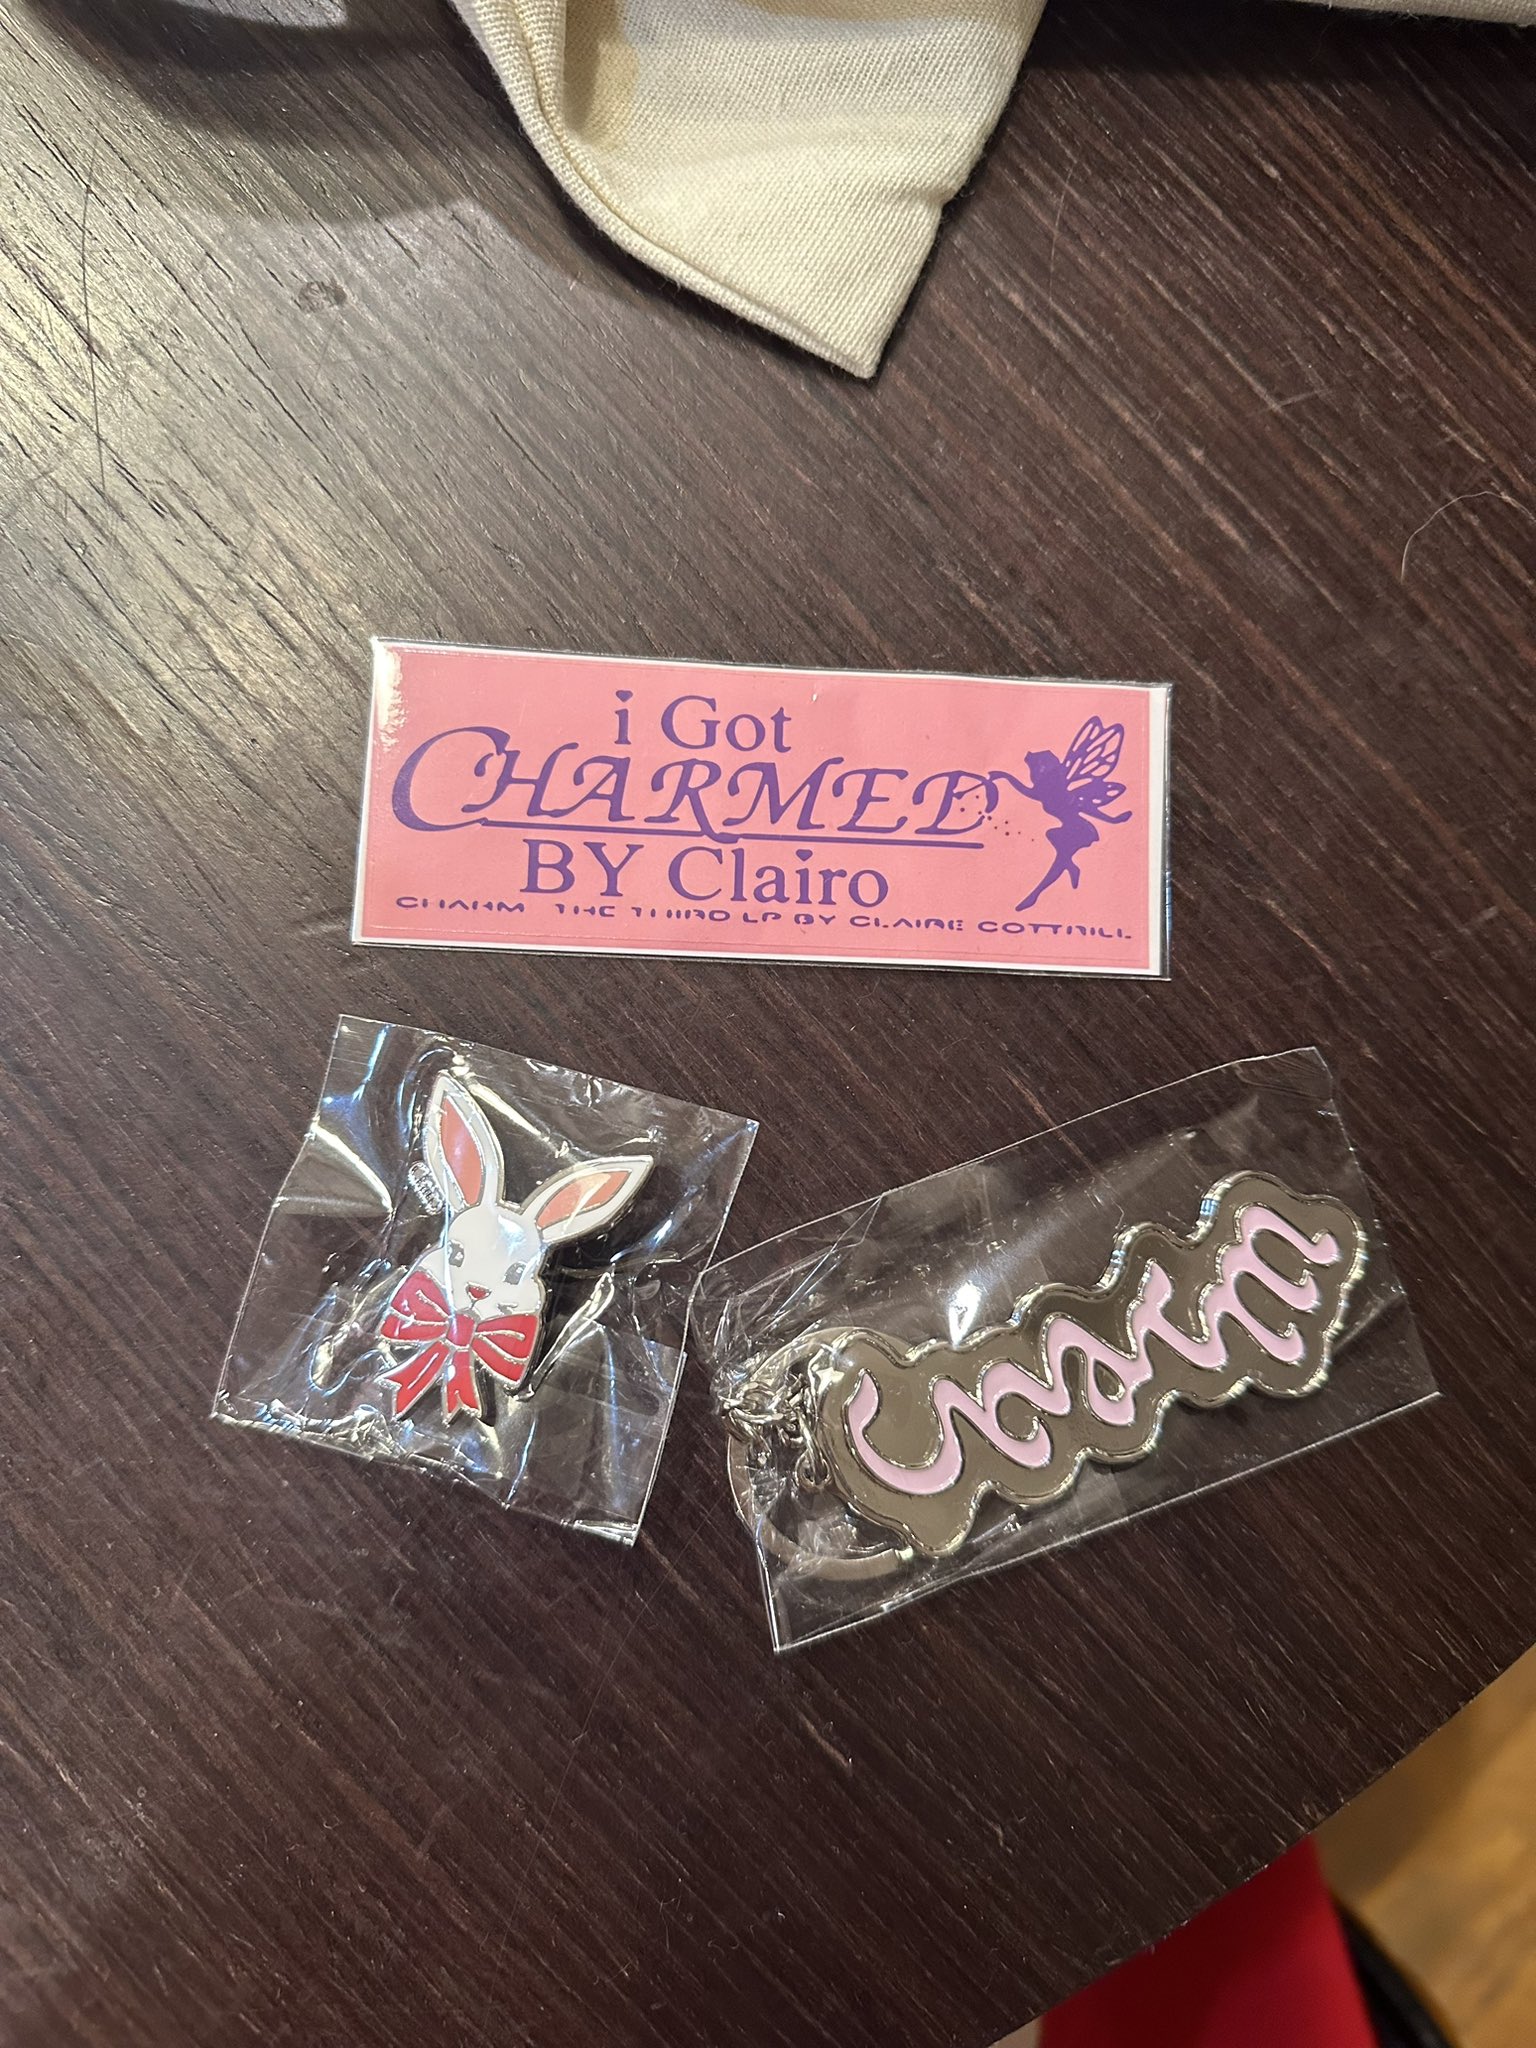 i Got
CHARMED
BY Clairo
CHARM THE THIRD LP BY CLAIRE COTTRILL
Charm